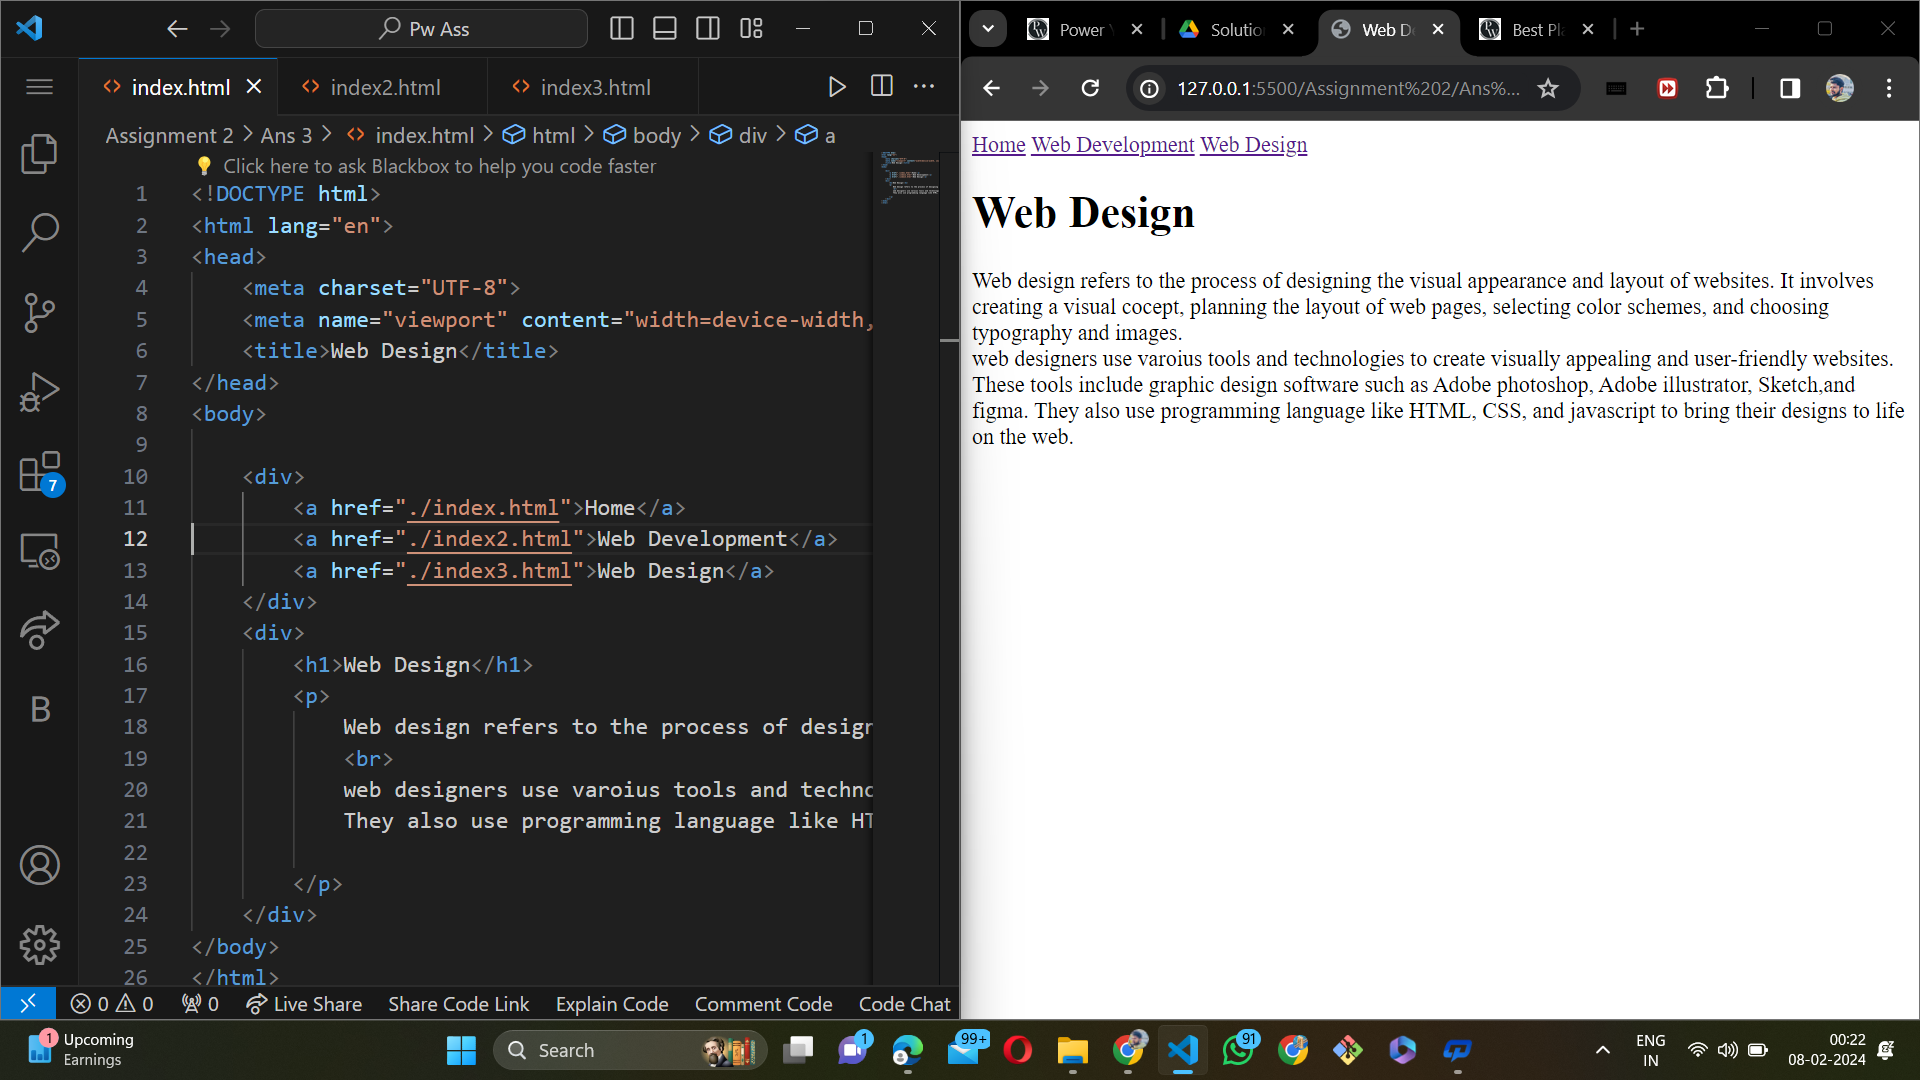 Pw Ass
index.html
index2.html
index3.html
Assignment 2 > Ans 3 > index.html > html > body > div > a
Click here to ask Blackbox to help you code faster
1 <!DOCTYPE html>
2 <html lang="en">
3 <head>
4 <meta charset="UTF-8">
5 <meta name="viewport" content="width=device-width,
6 <title>Web Design</title>
7 </head>
8 <body>
9
10 <div>
11 <a href="./index.html">Home</a>
12 <a href="./index2.html">Web Development</a>
13 <a href="./index3.html">Web Design</a>
14 </div>
15 <div>
16 <h1>Web Design</h1>
17 <p>
18 Web design refers to the process of design
19 <br>
20 web designers use varoius tools and techno
21 They also use programming language like HT
22
23 </p>
24 </div>
25 </body>
26 </html>
7
B
0 0 0 Live Share Share Code Link Explain Code Comment Code Code Chat
Power Solutio Web De Best Pl
127.0.0.1:5500/Assignment%202/Ans%...
Home Web Development Web Design
Web Design
Web design refers to the process of designing the visual appearance and layout of websites. It involves
creating a visual cocept, planning the layout of web pages, selecting color schemes, and choosing
typography and images.
web designers use varoius tools and technologies to create visually appealing and user-friendly websites.
These tools include graphic design software such as Adobe photoshop, Adobe illustrator, Sketch,and
figma. They also use programming language like HTML, CSS, and javascript to bring their designs to life
on the web.
1
Upcoming
Earnings
Search
1
99+
91
ENG
IN
00:22
08-02-2024